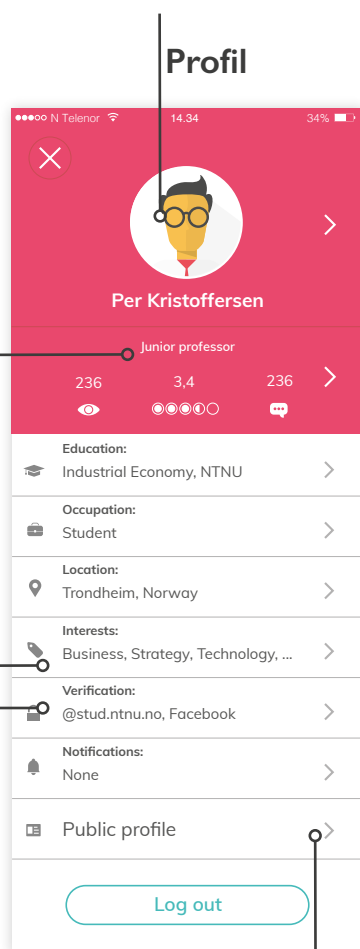 Profil
N Telenor 14.34 34%
Per Kristoffersen
Junior professor
236 3,4 236
Education:
Industrial Economy, NTNU
Occupation:
Student
Location:
Trondheim, Norway
Interests:
Business, Strategy, Technology, ...
Verification:
@stud.ntnu.no, Facebook
Notifications:
None
Public profile
Log out